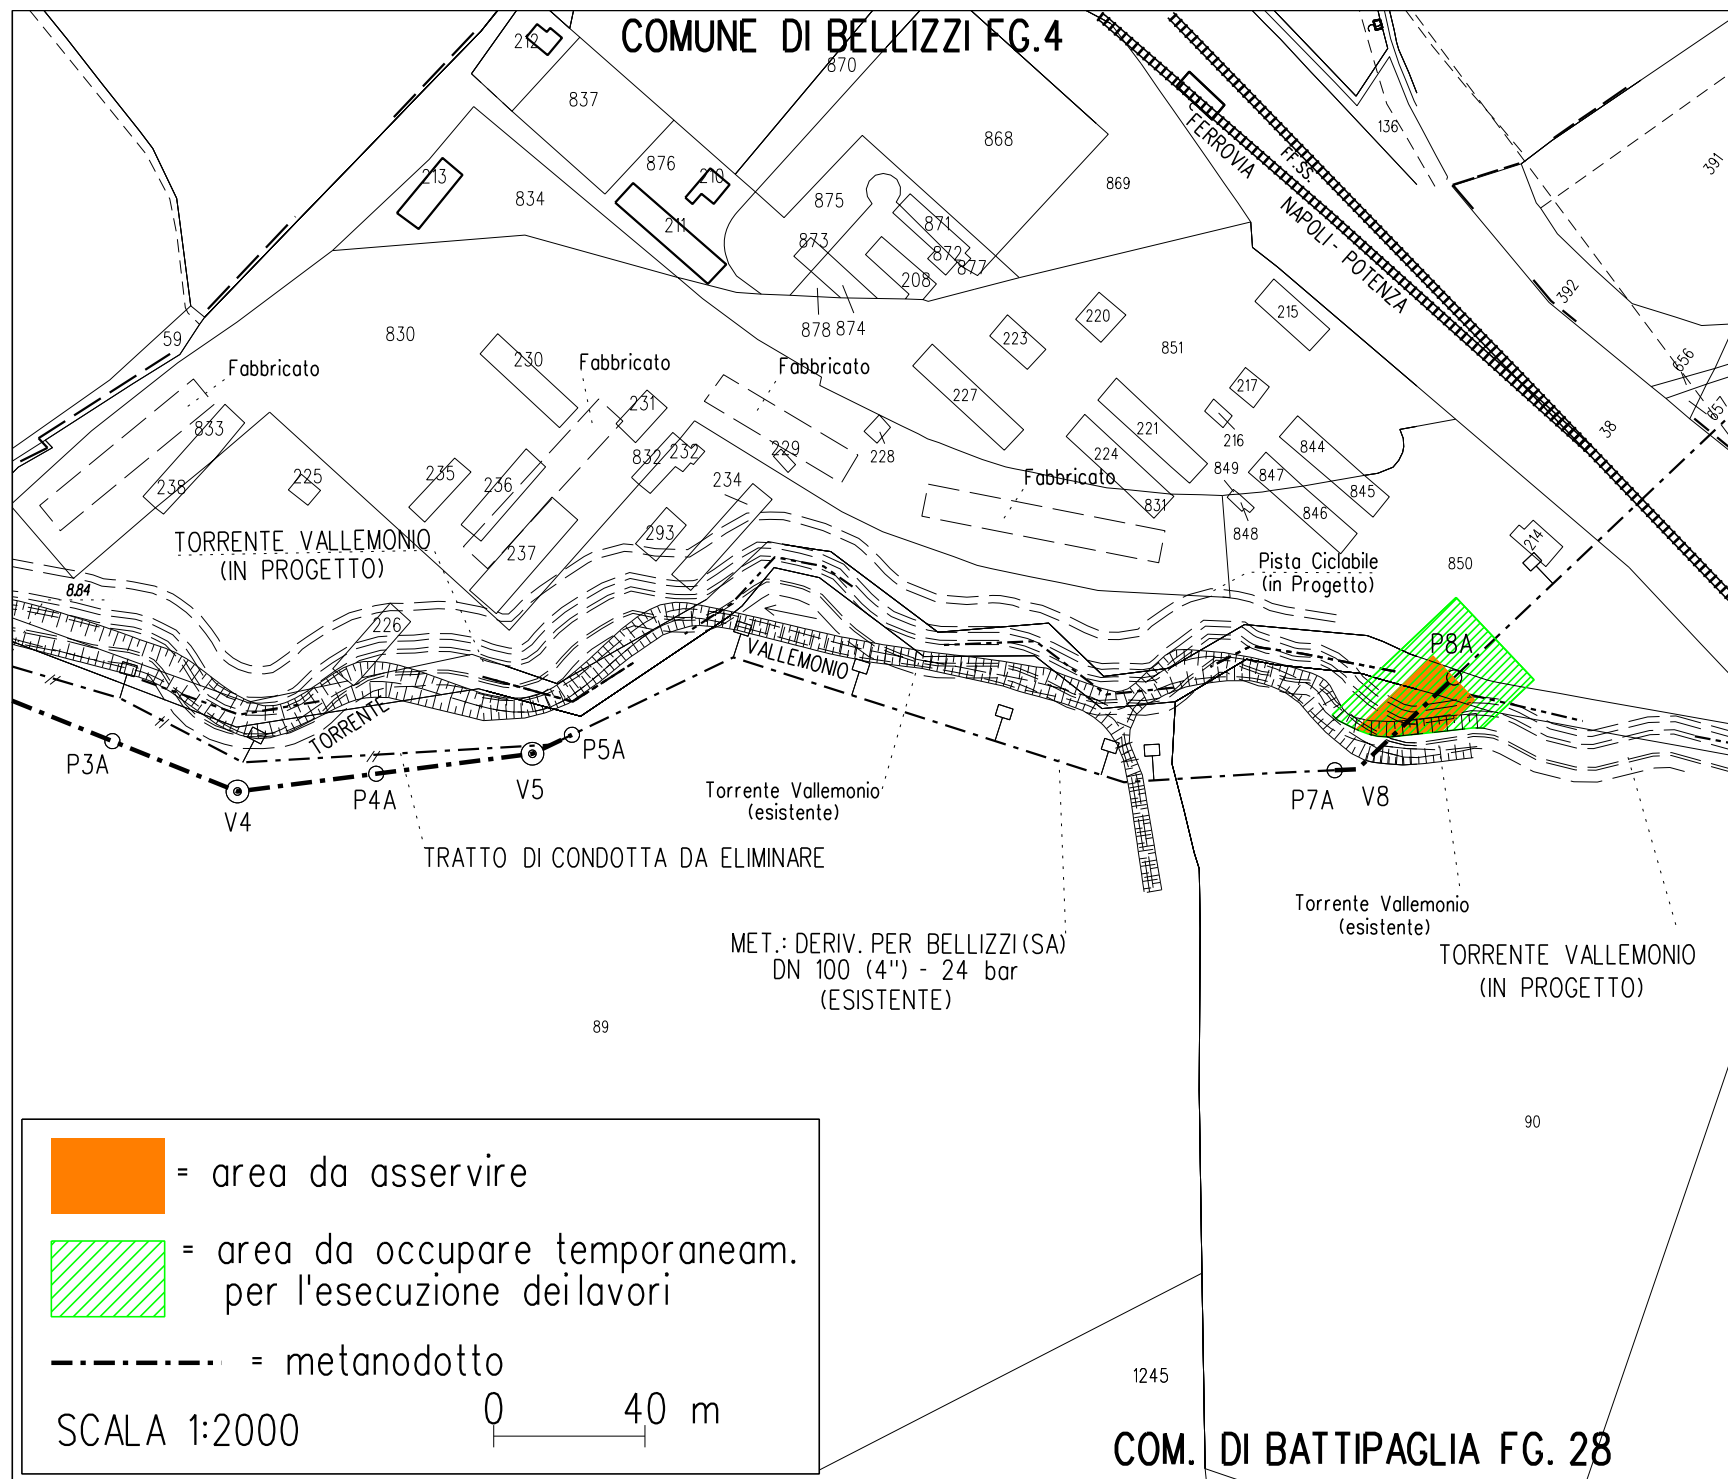 COMUNE DI BELLIZZI FG.4
212
870
837
868
136
FERROVIA
FF.SS.
391
876
213
210
834
875
869
211
871
873
872
877
NAPOLI - POTENZA
208
392
878 874
59
830
220
215
223
851
656
230
Fabbricato
Fabbricato
Fabbricato
217
227
657
231
833
216
221
38
844
232
229
832
228
224
849
235
225
234
847
Fabbricato
236
238
845
831
846
848
293
237
214
TORRENTE VALLEMONIO
(IN PROGETTO)
Pista Ciclabile
(in Progetto)
850
884
226
P8A
VALLEMONIO
TORRENTE
P3A
P5A
P4A
V5
V4
Torrente Vallemonio
(esistente)
P7A
V8
TRATTO DI CONDOTTA DA ELIMINARE
Torrente Vallemonio
(esistente)
MET.: DERIV. PER BELLIZZI (SA)
DN 100 (4") - 24 bar
(ESISTENTE)
TORRENTE VALLEMONIO
(IN PROGETTO)
89
90
= area da asservire
= area da occupare temporaneam.
per l'esecuzione dei lavori
= metanodotto
SCALA 1:2000
0 40 m
1245
COM. DI BATTIPAGLIA FG. 28